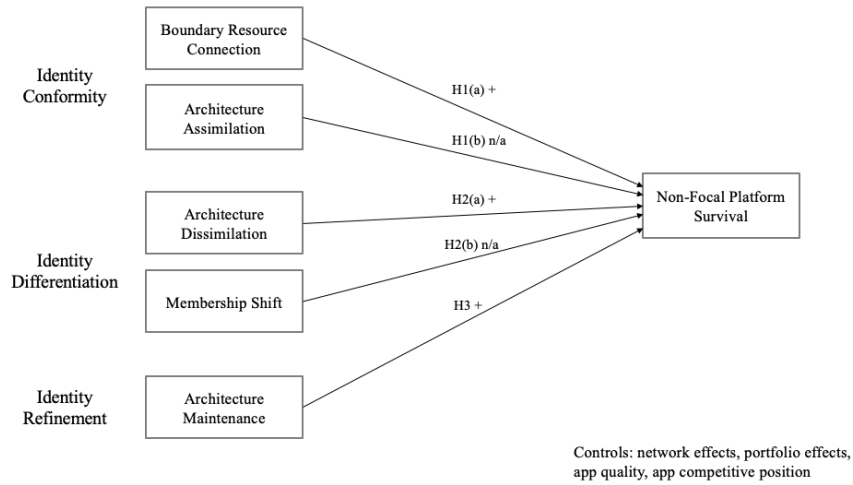 Identity
Conformity
Boundary Resource
Connection
H1(a) +
Architecture
Assimilation
H1(b) n/a
Identity
Differentiation
Architecture
Dissimilation
H2(a) +
Membership Shift
H2(b) n/a
Identity
Refinement
Architecture
Maintenance
H3 +
Non-Focal Platform
Survival
Controls: network effects, portfolio effects,
app quality, app competitive position